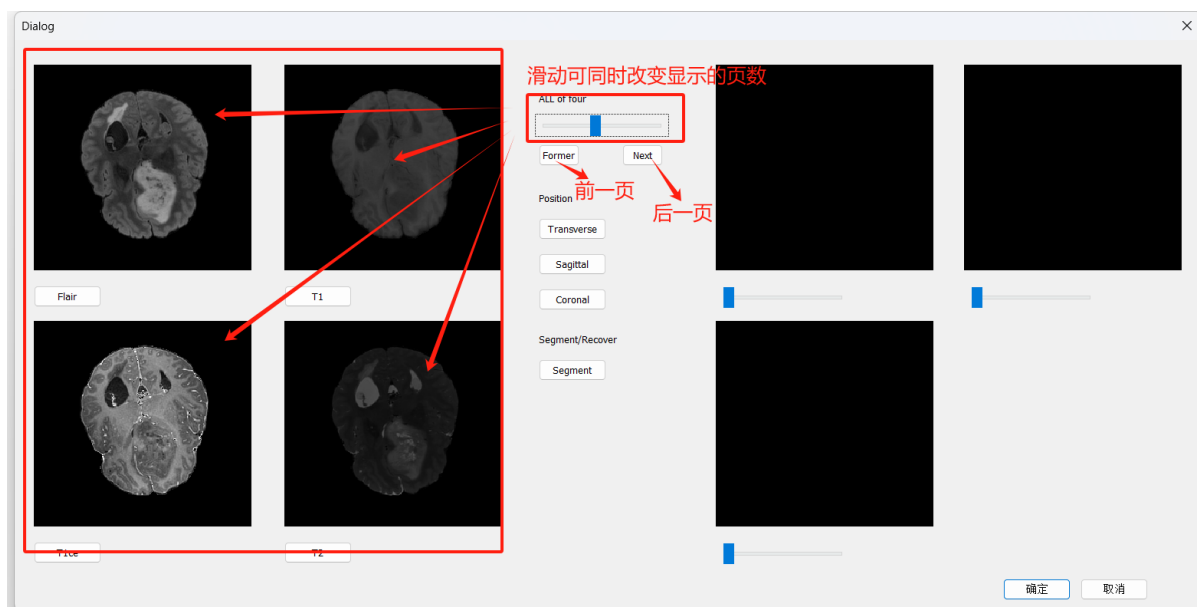 Dialog
滑动可同时改变显示的页数
ALL of four
Former
Next
前一页
后一页
Position
Transverse
Sagittal
Coronal
Flair
T1
Segment/Recover
Segment
T1ce
T2
确定
取消